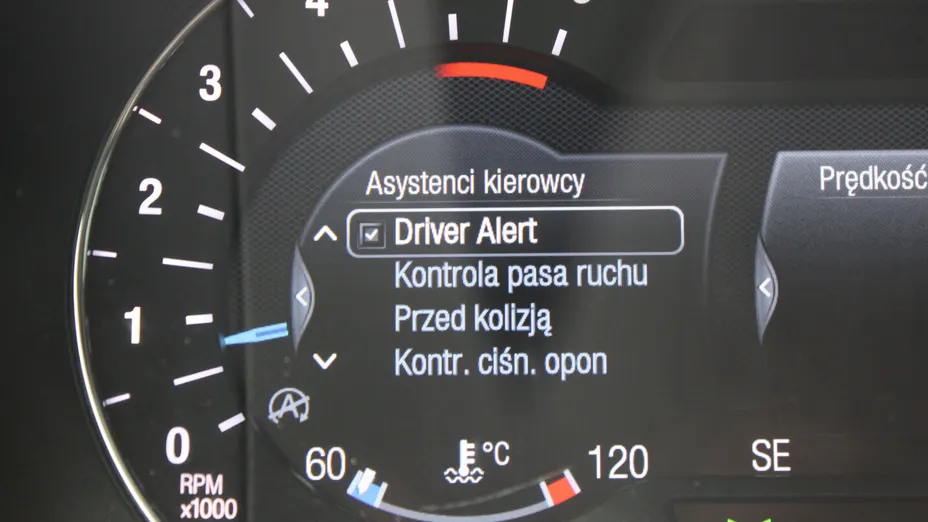 4
3
2
1
0
RPM
x1000
Asystenci kierowcy
Driver Alert
Kontrola pasa ruchu
Przed kolizją
Kontr. ciśn. opon
A
60
°C
120
Prędkość
SE